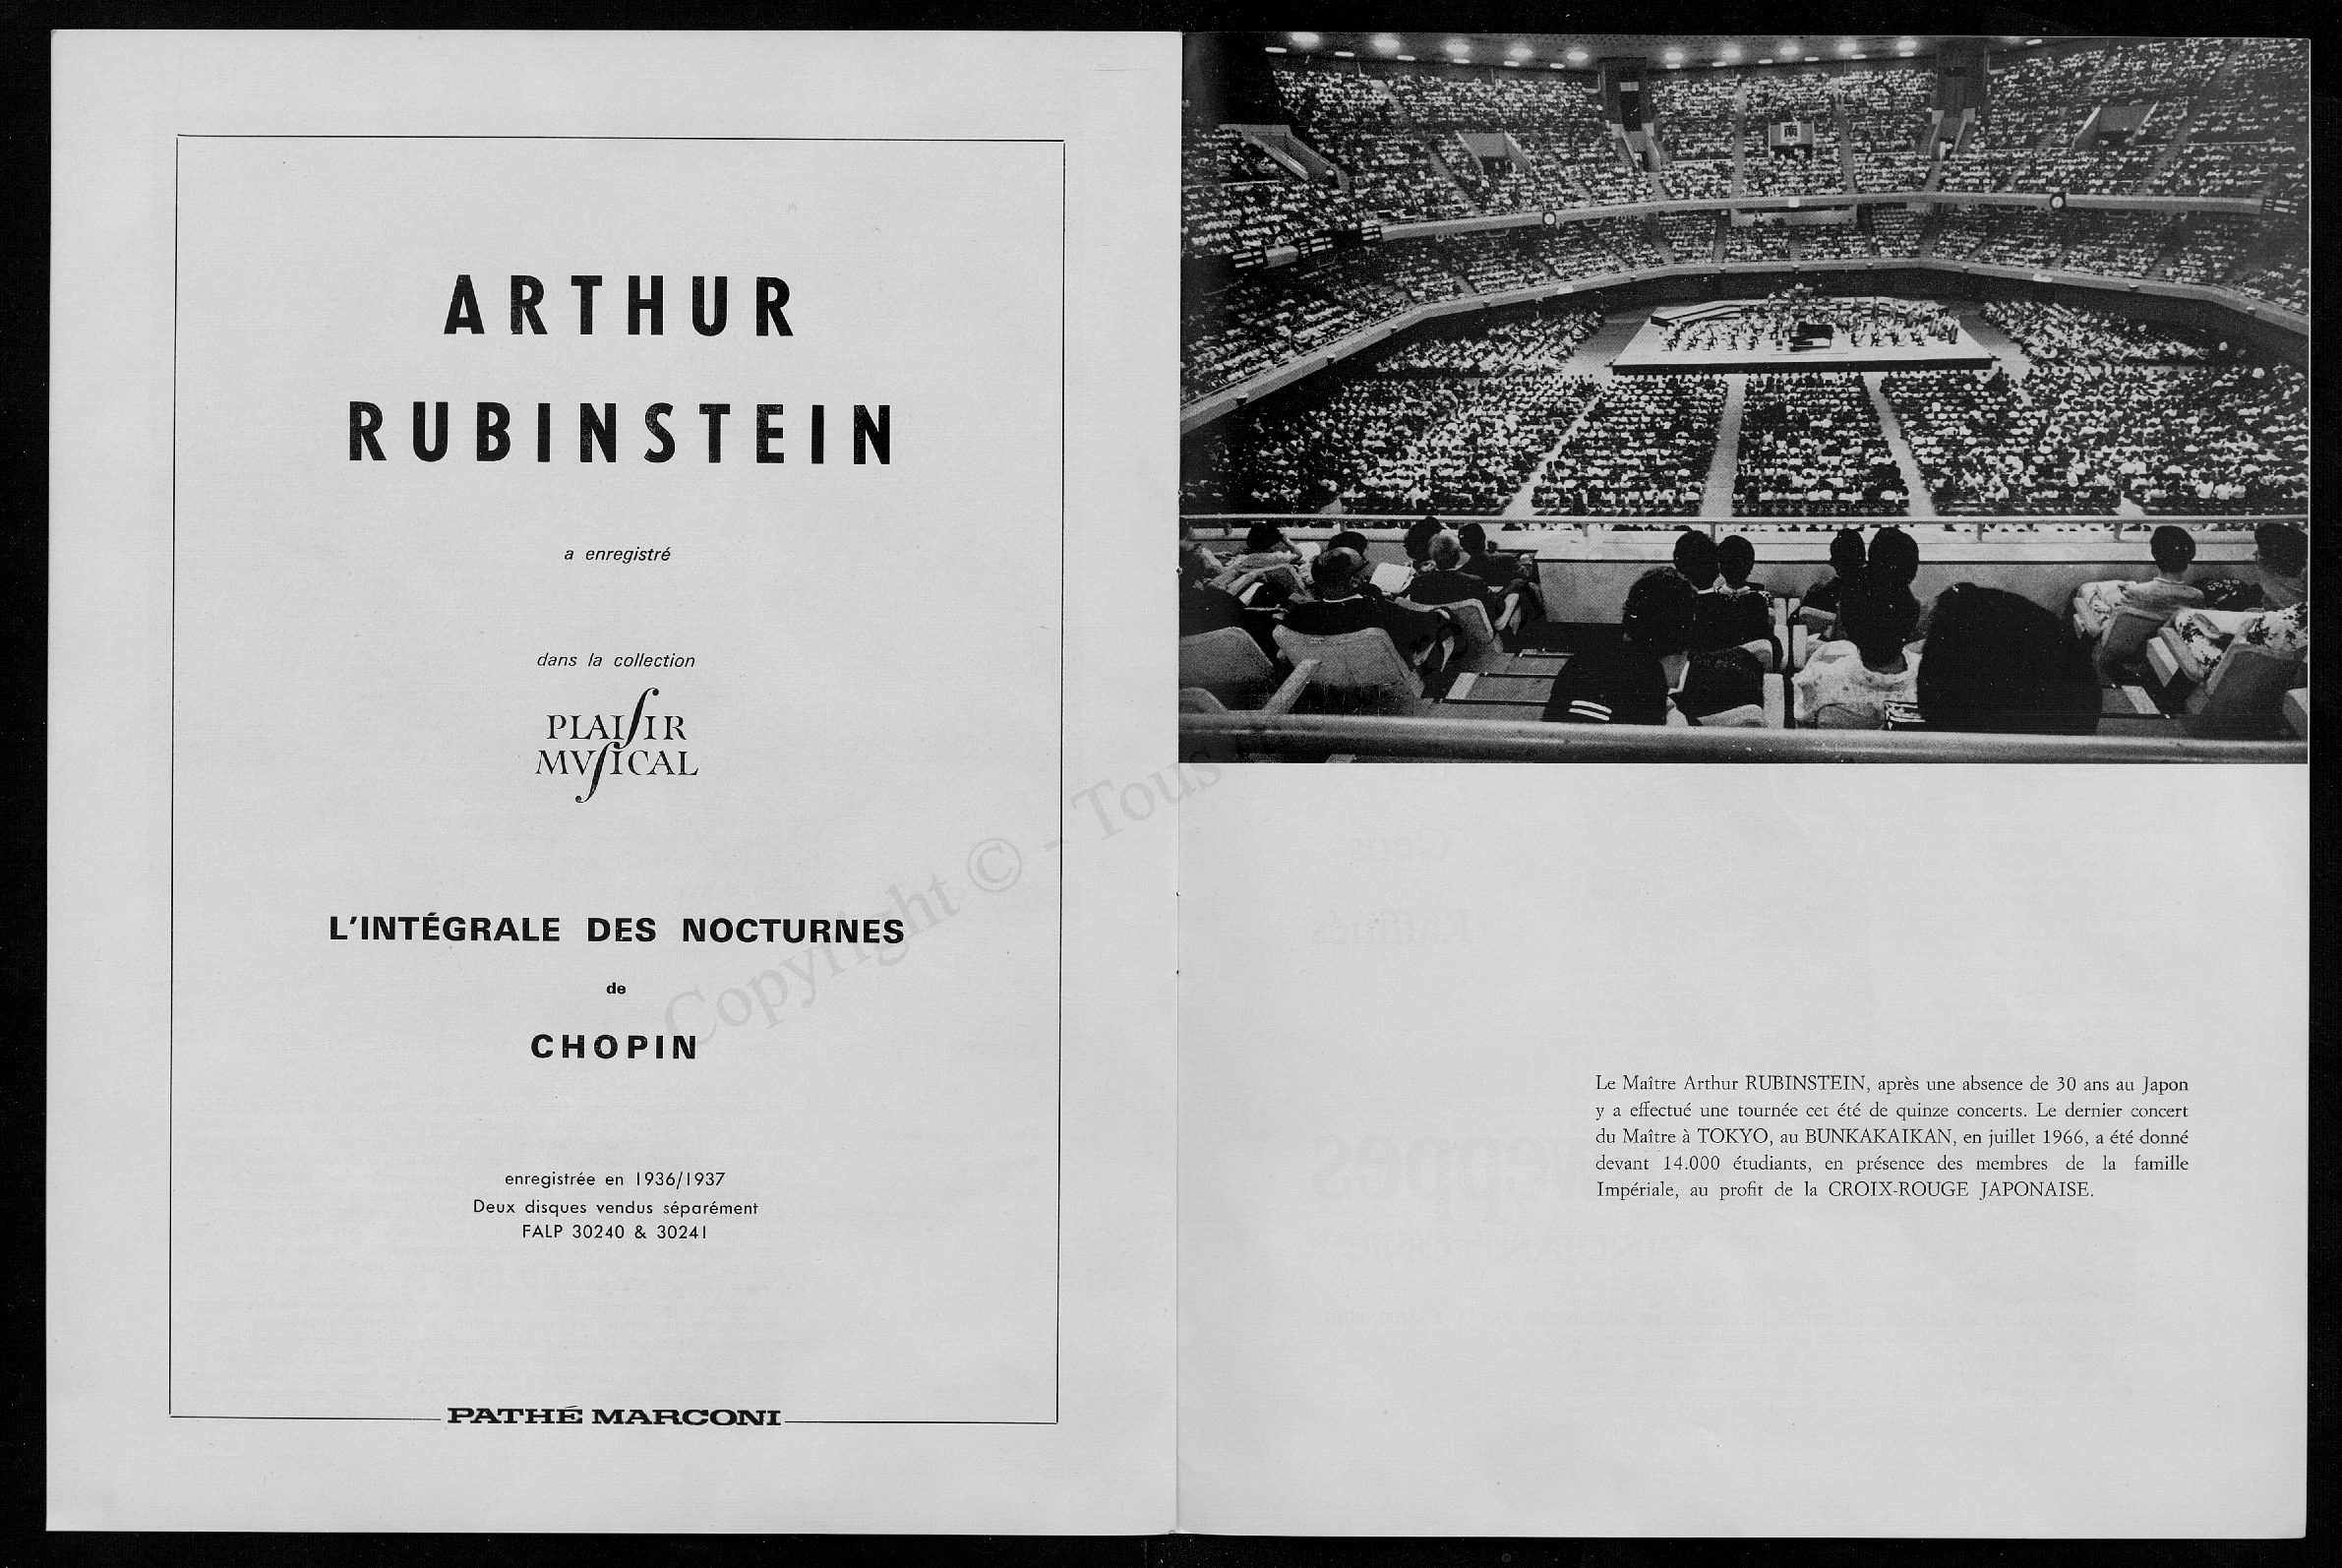 ARTHUR
RUBINSTEIN
a enregistré
dans la collection
PLAISIR
MVSICAL
L'INTÉGRALE DES NOCTURNES
de
CHOPIN
enregistrée en 1936/1937
Deux disques vendus séparément
FALP 30240 & 30241
PATHÉ MARCONI
Copyright © - Tous
南
Le Maître Arthur RUBINSTEIN, après une absence de 30 ans au Japon
y a effectué une tournée cet été de quinze concerts. Le dernier concert
du Maître à TOKYO, au BUNKAKAIKAN, en juillet 1966, a été donné
devant 14.000 étudiants, en présence des membres de la famille
Impériale, au profit de la CROIX-ROUGE JAPONAISE.